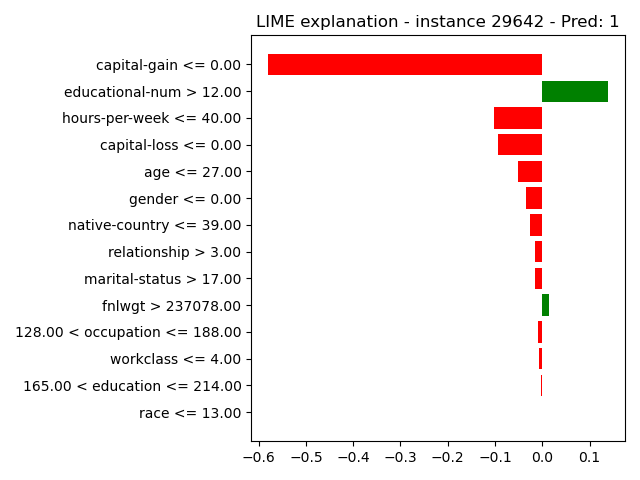 LIME explanation - instance 29642 - Pred: 1
capital-gain <= 0.00
educational-num > 12.00
hours-per-week <= 40.00
capital-loss <= 0.00
age <= 27.00
gender <= 0.00
native-country <= 39.00
relationship > 3.00
marital-status > 17.00
fnlwgt > 237078.00
128.00 < occupation <= 188.00
workclass <= 4.00
165.00 < education <= 214.00
race <= 13.00
−0.6 −0.5 −0.4 −0.3 −0.2 −0.1 0.0 0.1